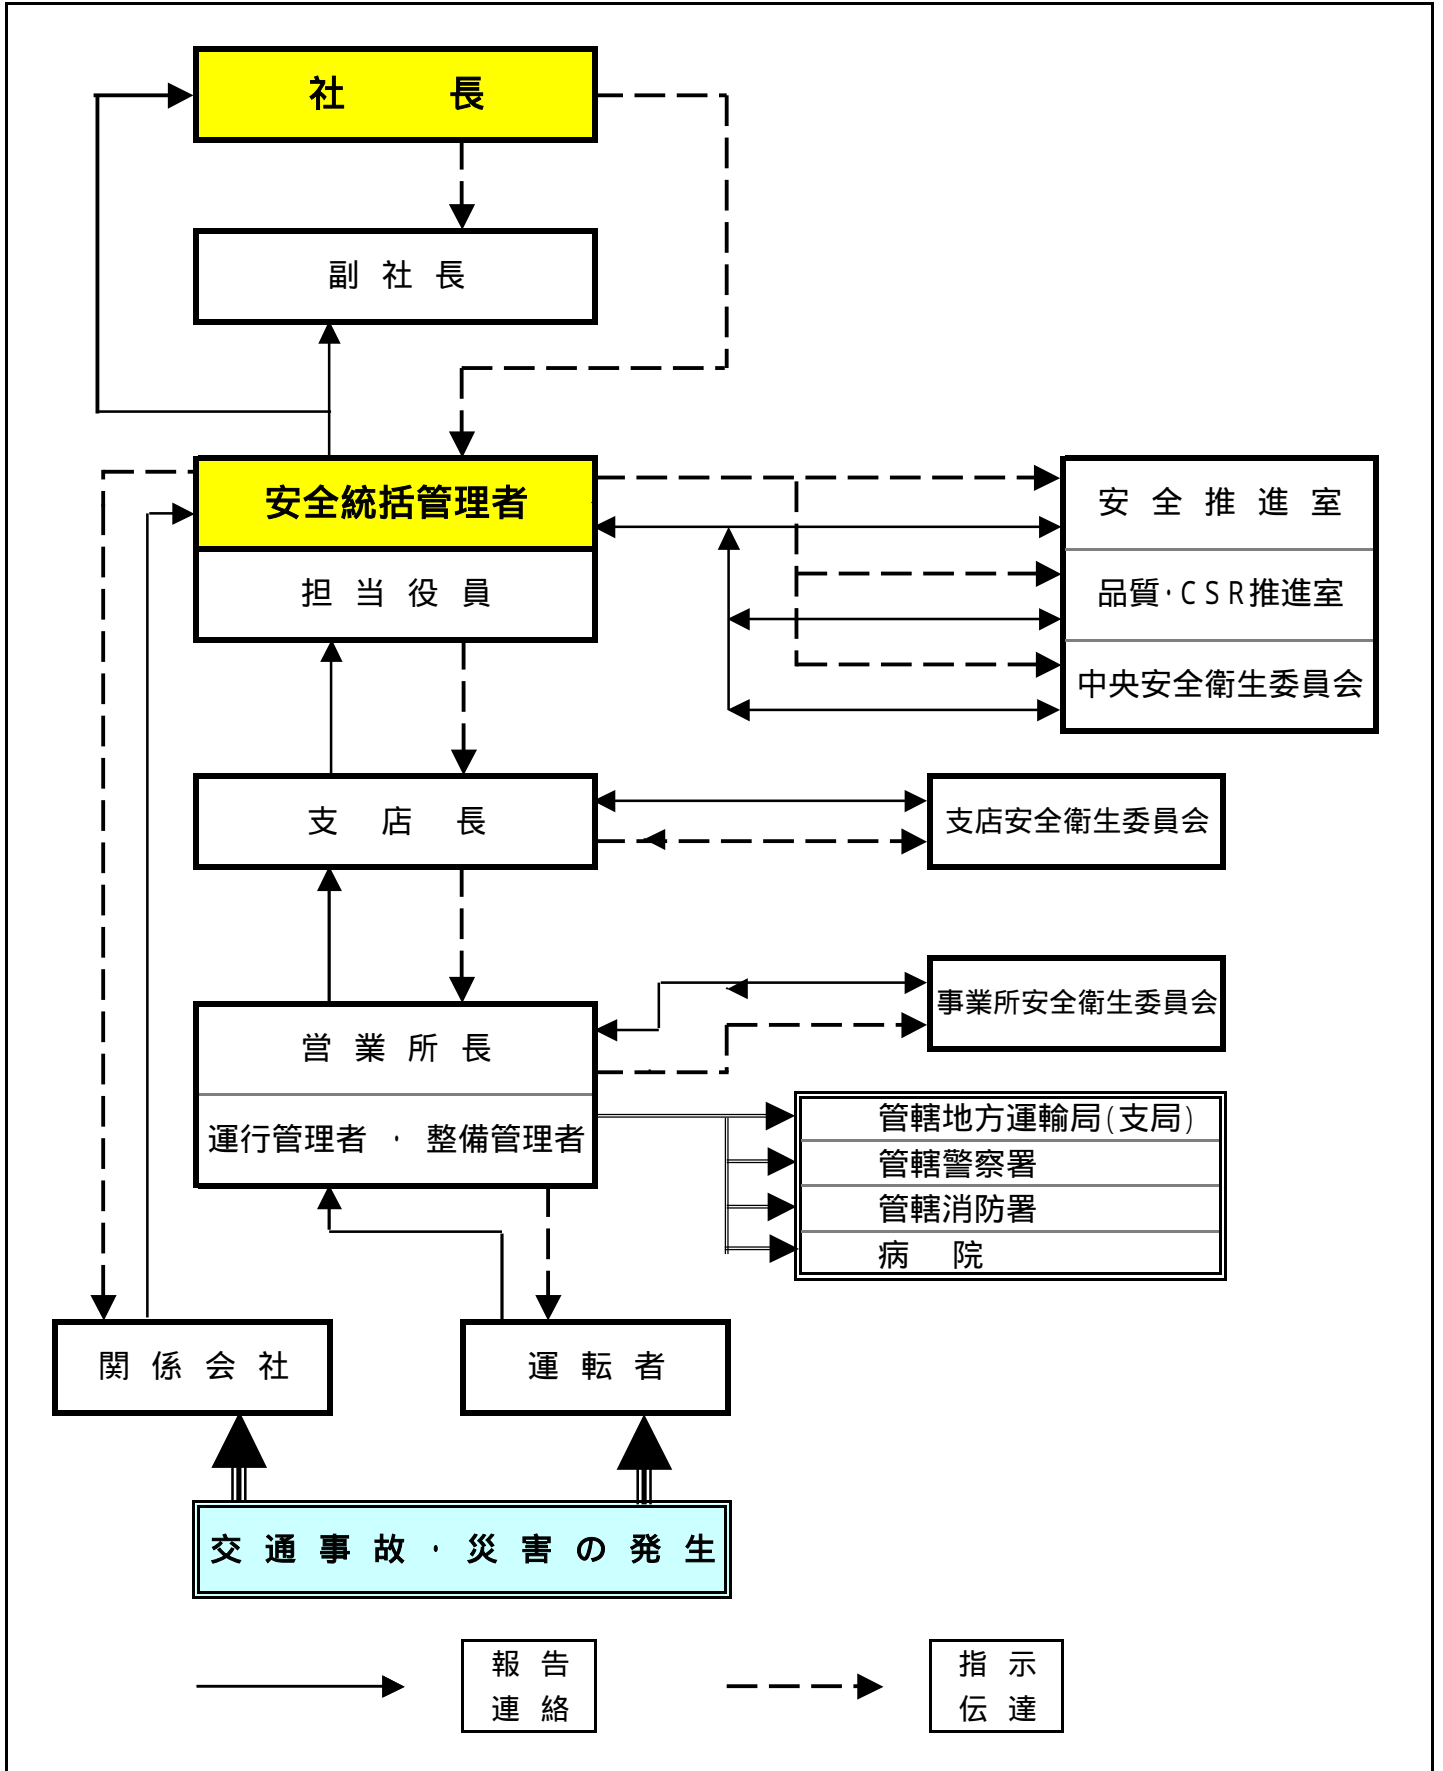 社 長
副 社 長
安全統括管理者
担 当 役 員
安 全 推 進 室
品質・CSR推進室
中央安全衛生委員会
支 店 長
支店安全衛生委員会
事業所安全衛生委員会
営 業 所 長
運行管理者 ・ 整備管理者
管轄地方運輸局(支局)
管轄警察署
管轄消防署
病 院
関 係 会 社
運 転 者
交 通 事 故 ・ 災 害 の 発 生
報 告
連 絡
指 示
伝 達